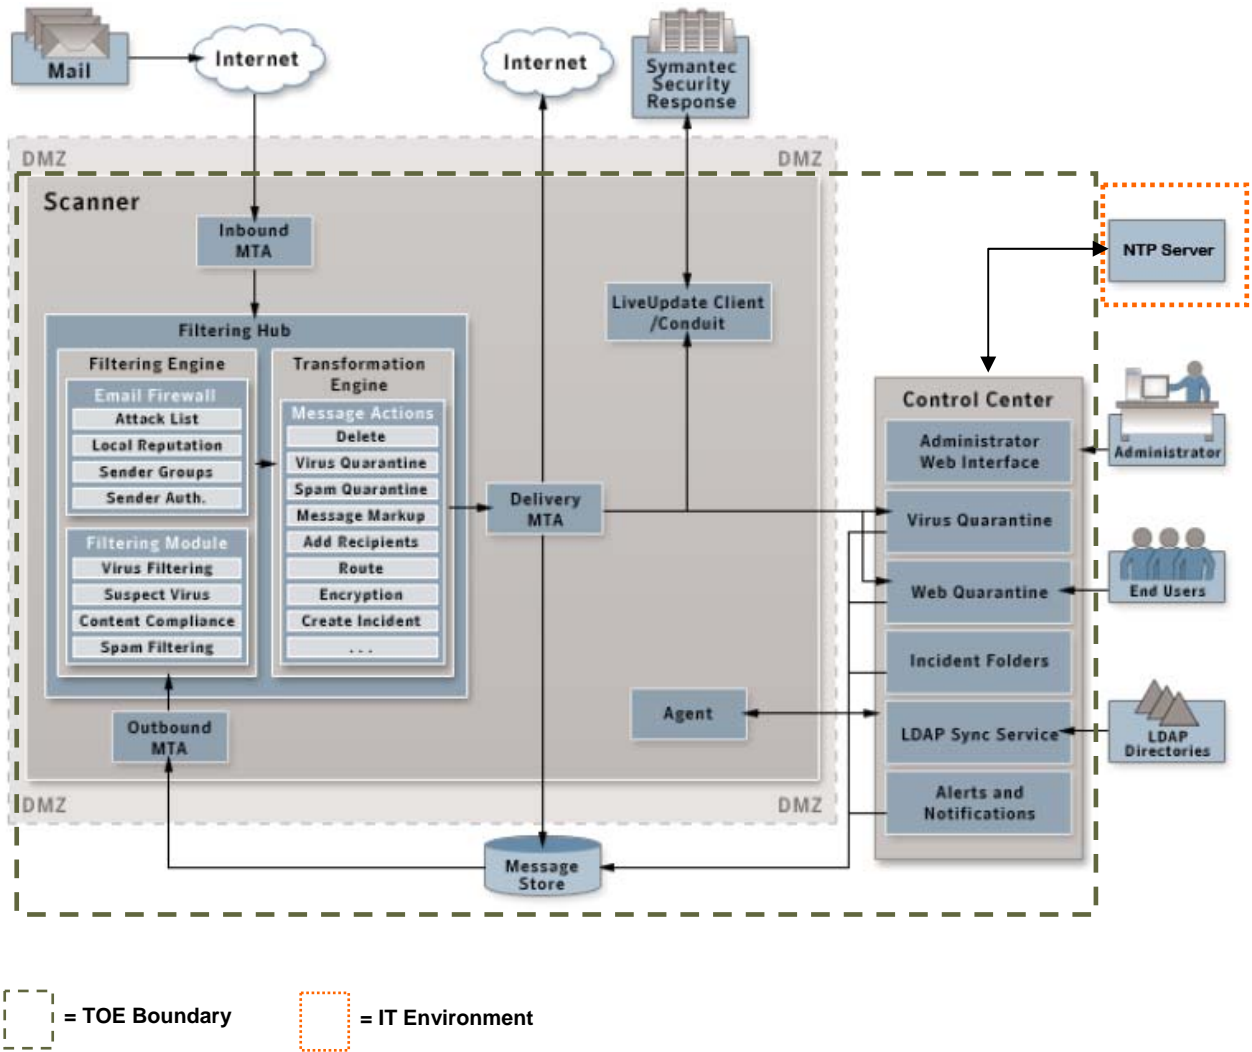 Mail
Internet
Internet
Symantec
Security
Response
DMZ
DMZ
Scanner
Inbound
MTA
NTP Server
LiveUpdate Client
/Conduit
Filtering Hub
Filtering Engine
Email Firewall
Attack List
Local Reputation
Sender Groups
Sender Auth.
Filtering Module
Virus Filtering
Suspect Virus
Content Compliance
Spam Filtering
Transformation
Engine
Message Actions
Delete
Virus Quarantine
Spam Quarantine
Message Markup
Add Recipients
Route
Encryption
Create Incident
. . .
Delivery
MTA
Control Center
Administrator
Web Interface
Virus Quarantine
Web Quarantine
Incident Folders
LDAP Sync Service
Alerts and
Notifications
Administrator
End Users
LDAP
Directories
Agent
Outbound
MTA
DMZ
DMZ
Message
Store
= TOE Boundary
= IT Environment